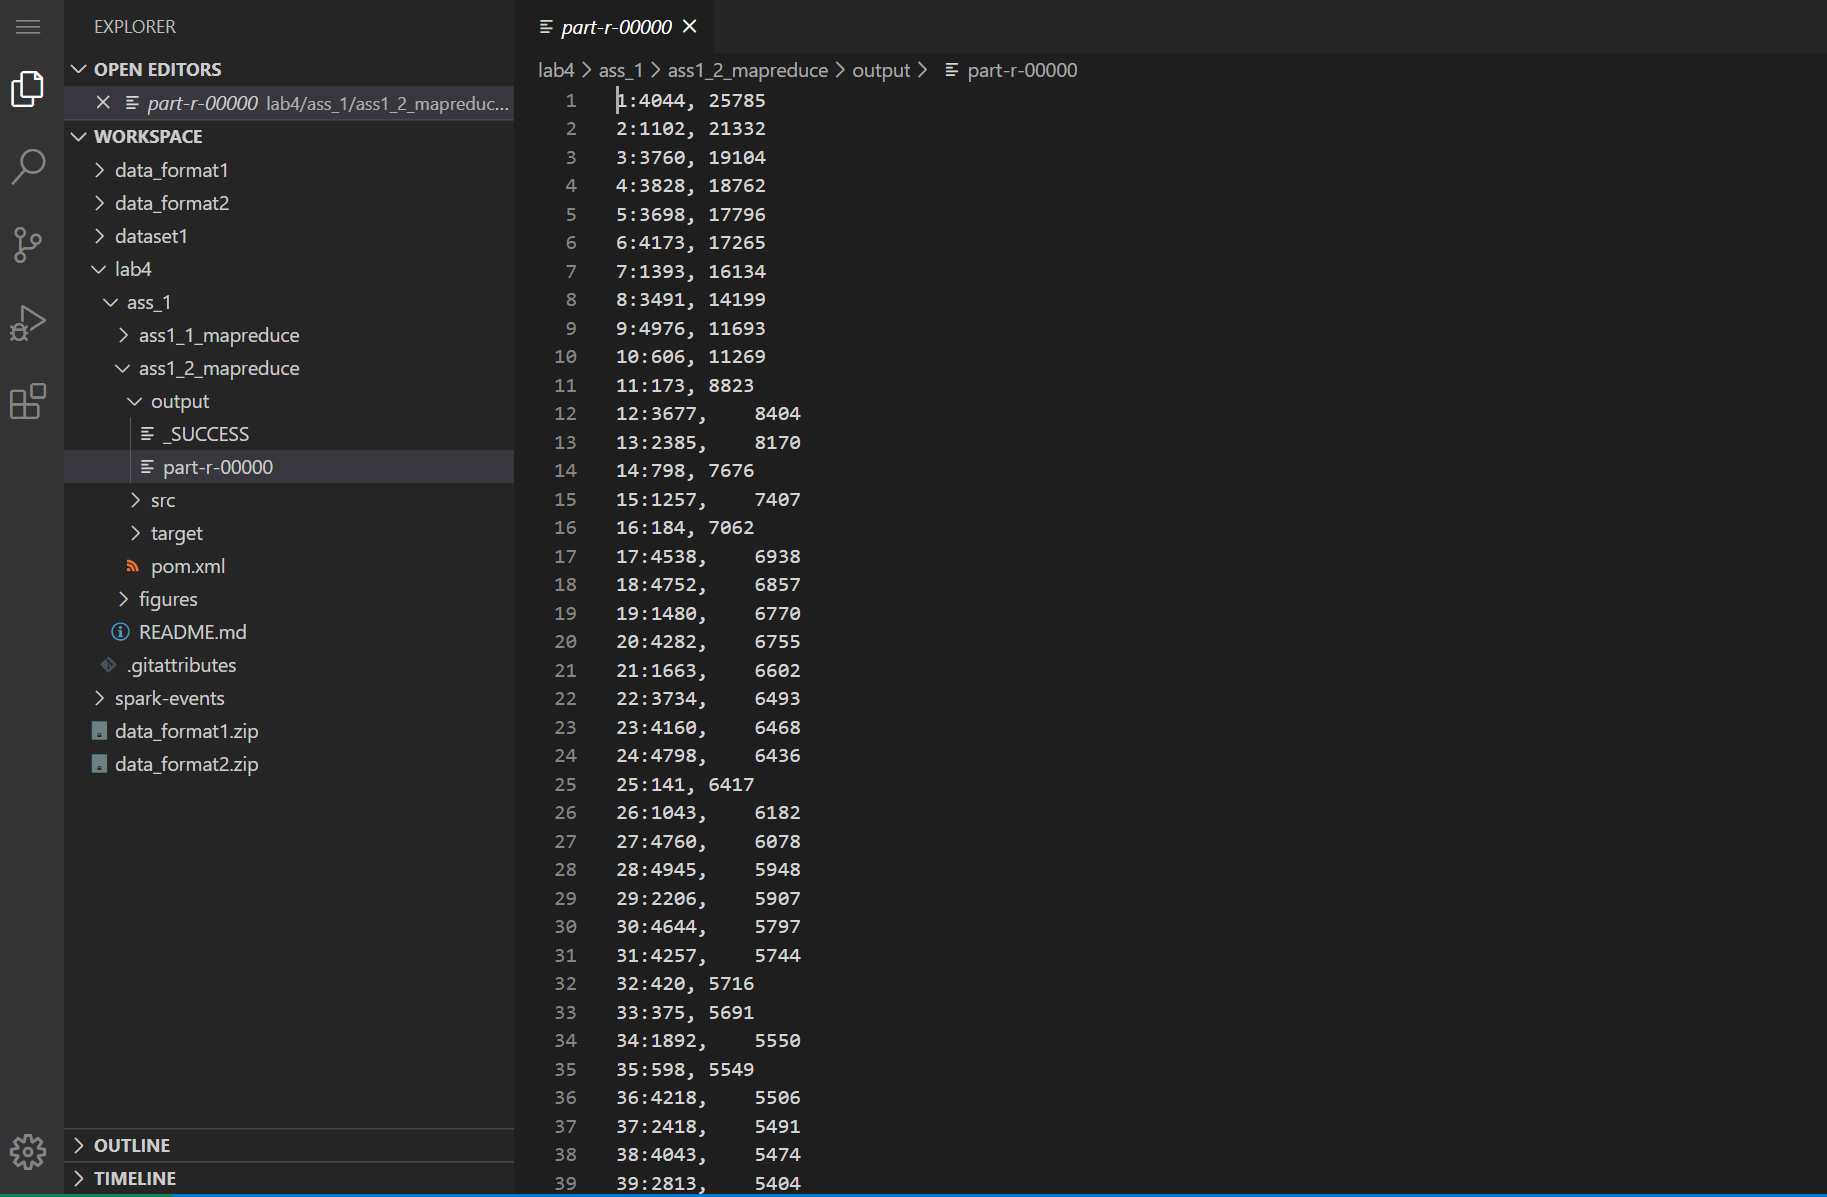 EXPLORER
OPEN EDITORS
part-r-00000 lab4/ass_1/ass1_2_mapreduc...
WORKSPACE
data_format1
data_format2
dataset1
lab4
ass_1
ass1_1_mapreduce
ass1_2_mapreduce
output
_SUCCESS
part-r-00000
src
target
pom.xml
figures
README.md
.gitattributes
spark-events
data_format1.zip
data_format2.zip
OUTLINE
TIMELINE
part-r-00000
lab4 > ass_1 > ass1_2_mapreduce > output > part-r-00000
1 1:4044, 25785
2 2:1102, 21332
3 3:3760, 19104
4 4:3828, 18762
5 5:3698, 17796
6 6:4173, 17265
7 7:1393, 16134
8 8:3491, 14199
9 9:4976, 11693
10 10:606, 11269
11 11:173, 8823
12 12:3677, 8404
13 13:2385, 8170
14 14:798, 7676
15 15:1257, 7407
16 16:184, 7062
17 17:4538, 6938
18 18:4752, 6857
19 19:1480, 6770
20 20:4282, 6755
21 21:1663, 6602
22 22:3734, 6493
23 23:4160, 6468
24 24:4798, 6436
25 25:141, 6417
26 26:1043, 6182
27 27:4760, 6078
28 28:4945, 5948
29 29:2206, 5907
30 30:4644, 5797
31 31:4257, 5744
32 32:420, 5716
33 33:375, 5691
34 34:1892, 5550
35 35:598, 5549
36 36:4218, 5506
37 37:2418, 5491
38 38:4043, 5474
39 39:2813, 5404